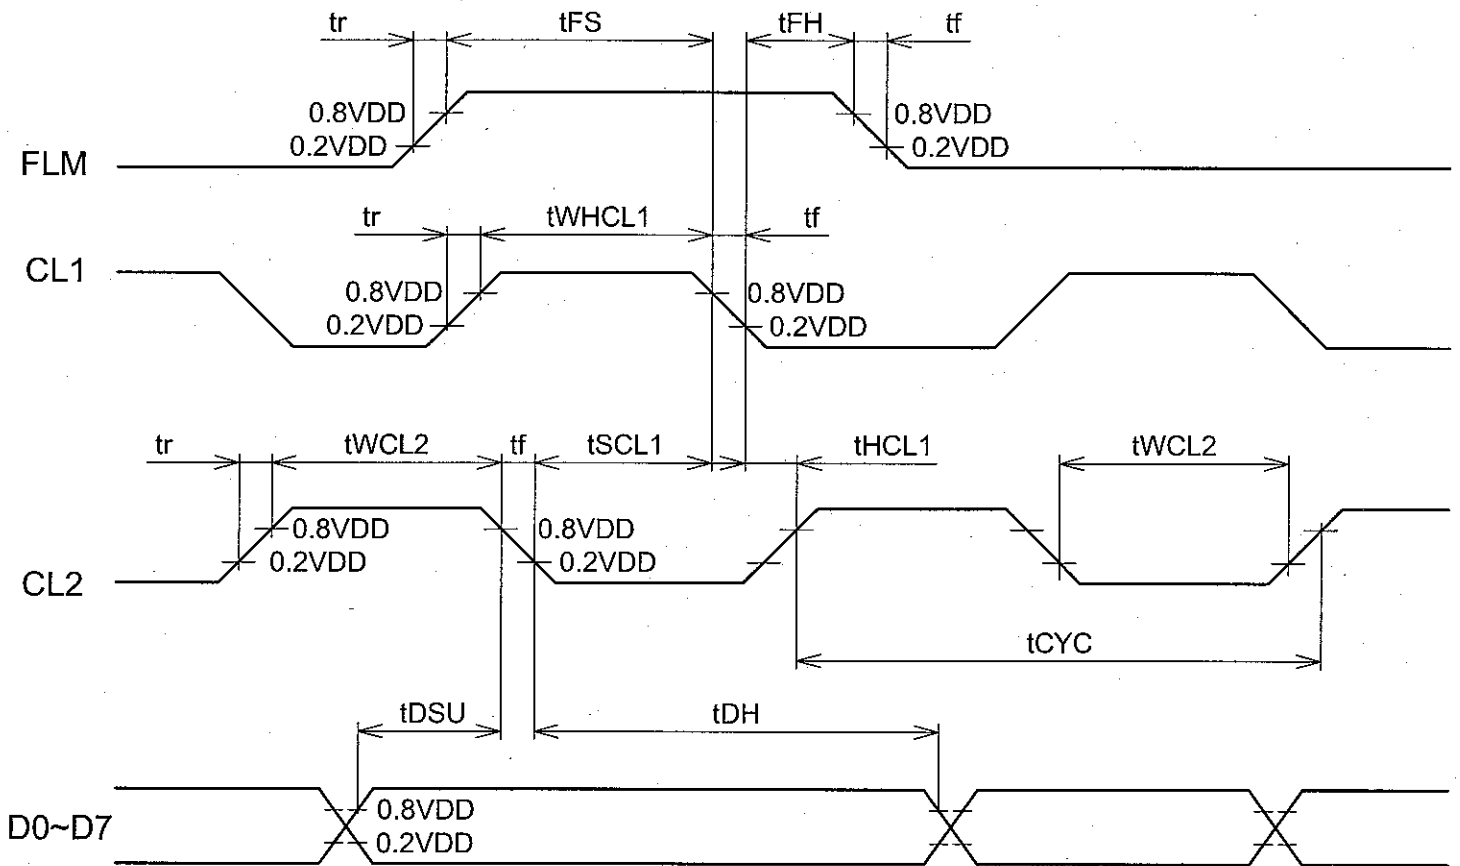 tr tFS tFH tf
0.8VDD 0.8VDD
0.2VDD 0.2VDD
FLM
tr tWHCL1 tf
CL1
0.8VDD 0.8VDD
0.2VDD 0.2VDD
tr tWCL2 tf tSCL1 tHCL1 tWCL2
0.8VDD 0.8VDD
0.2VDD 0.2VDD
CL2
tCYC
tDSU tDH
0.8VDD
D0~D7
0.2VDD